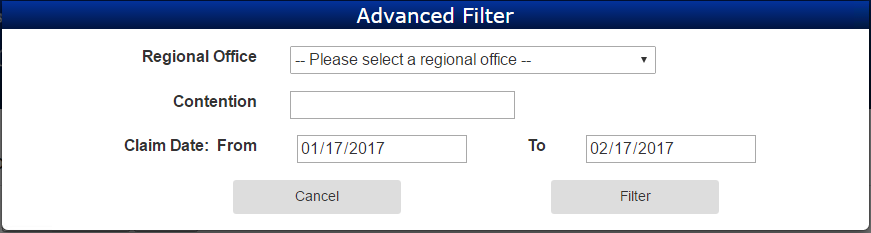 Advanced Filter
Regional Office -- Please select a regional office --
Contention
Claim Date: From 01/17/2017 To 02/17/2017
Cancel Filter